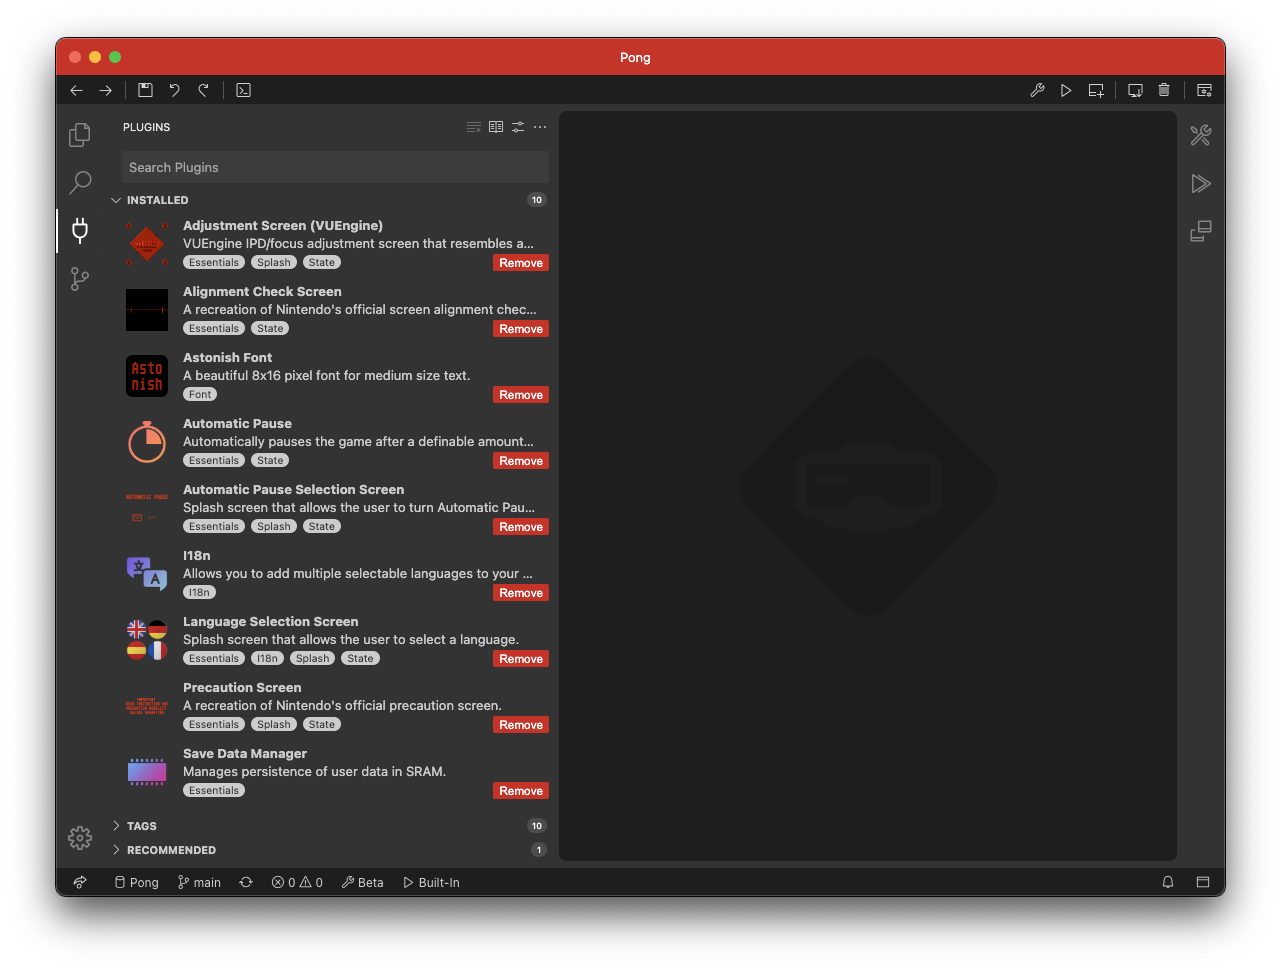 Pong
PLUGINS
Search Plugins
INSTALLED 10
Adjustment Screen (VUEngine)
VUEngine IPD/focus adjustment screen that resembles a...
Essentials Splash State Remove
Alignment Check Screen
A recreation of Nintendo's official screen alignment chec...
Essentials State Remove
Asto
nish
Astonish Font
A beautiful 8x16 pixel font for medium size text.
Font Remove
Automatic Pause
Automatically pauses the game after a definable amount...
Essentials State Remove
AUTOMATIC PAUSE
Automatic Pause Selection Screen
Splash screen that allows the user to turn Automatic Pau...
Essentials Splash State Remove
文
A
I18n
Allows you to add multiple selectable languages to your ...
I18n Remove
Language Selection Screen
Splash screen that allows the user to select a language.
Essentials I18n Splash State Remove
Precaution Screen
A recreation of Nintendo's official precaution screen.
Essentials Splash State Remove
Save Data Manager
Manages persistence of user data in SRAM.
Essentials Remove
TAGS 10
RECOMMENDED 1
Pong main 0 0 Beta Built-In